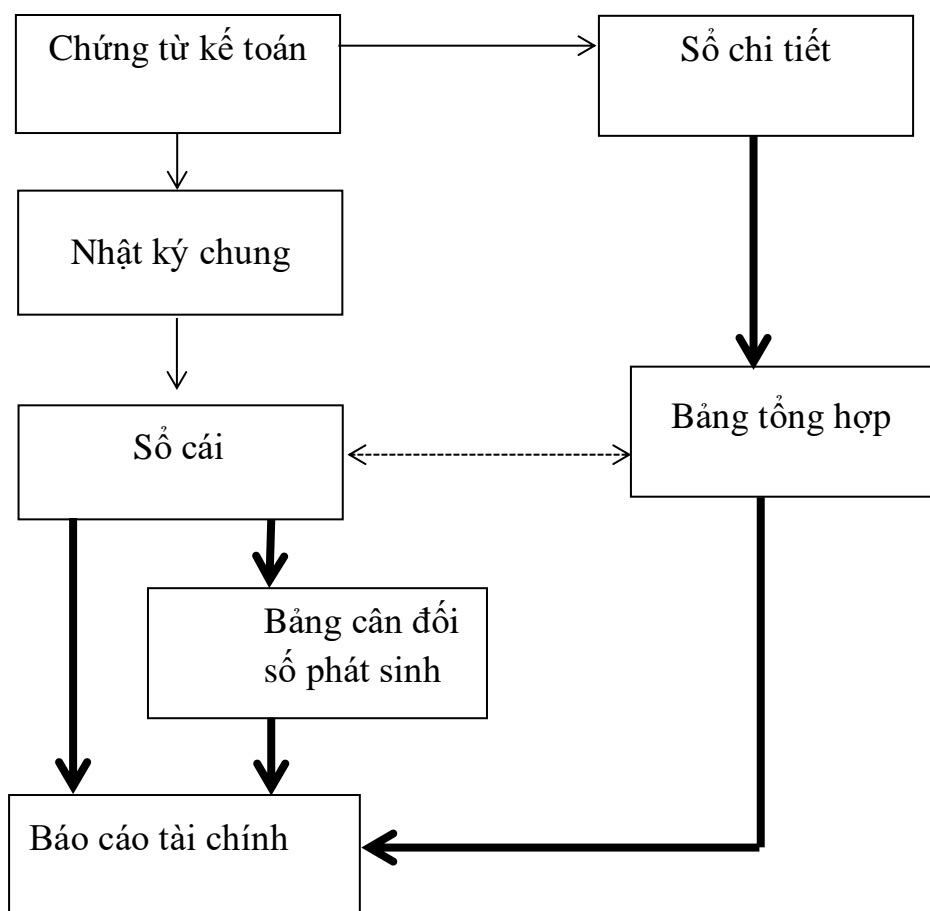 Chứng từ kế toán
Sổ chi tiết
Nhật ký chung
Bảng tổng hợp
Sổ cái
Bảng cân đối
số phát sinh
Báo cáo tài chính